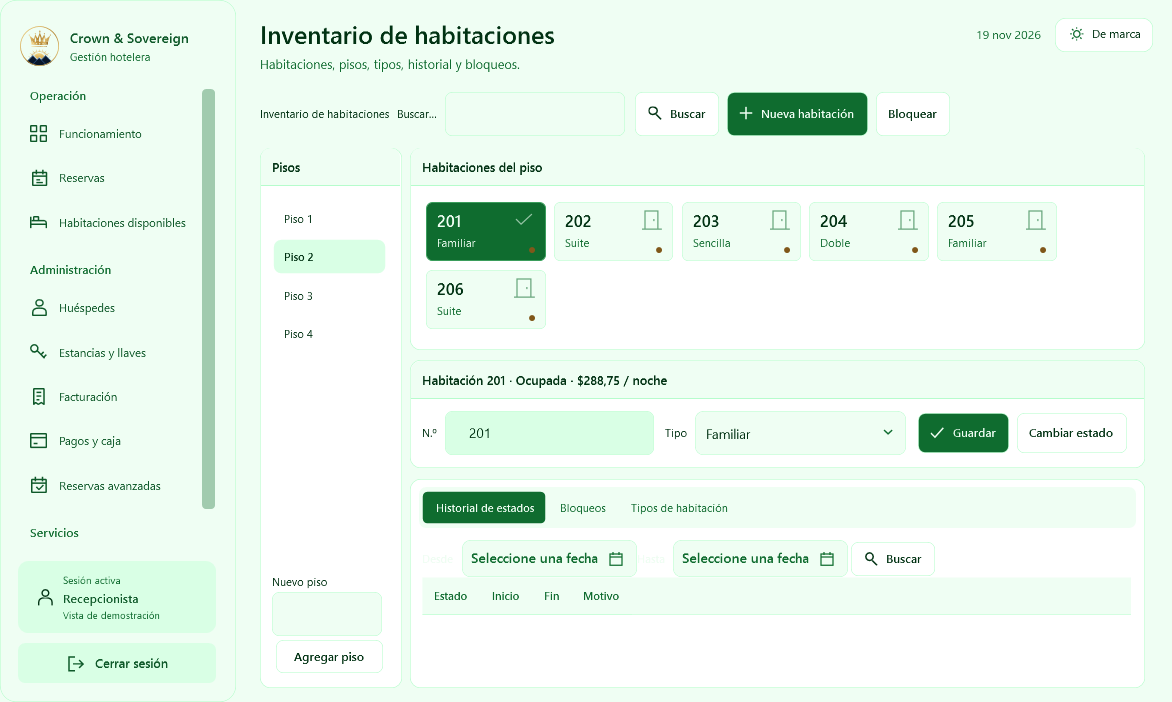 Crown & Sovereign
Gestión hotelera
Operación
Funcionamiento
Reservas
Habitaciones disponibles
Administración
Huéspedes
Estancias y llaves
Facturación
Pagos y caja
Reservas avanzadas
Servicios
Sesión activa
Recepcionista
Vista de demostración
Cerrar sesión
Inventario de habitaciones
Habitaciones, pisos, tipos, historial y bloqueos.
19 nov 2026
De marca
Inventario de habitaciones Buscar...
Buscar
Nueva habitación
Bloquear
Pisos
Piso 1
Piso 2
Piso 3
Piso 4
Nuevo piso
Agregar piso
Habitaciones del piso
201
Familiar
202
Suite
203
Sencilla
204
Doble
205
Familiar
206
Suite
Habitación 201 · Ocupada · $288,75 / noche
N.º 201 Tipo Familiar Guardar Cambiar estado
Historial de estados Bloqueos Tipos de habitación
Desde Seleccione una fecha Hasta Seleccione una fecha Buscar
Estado Inicio Fin Motivo